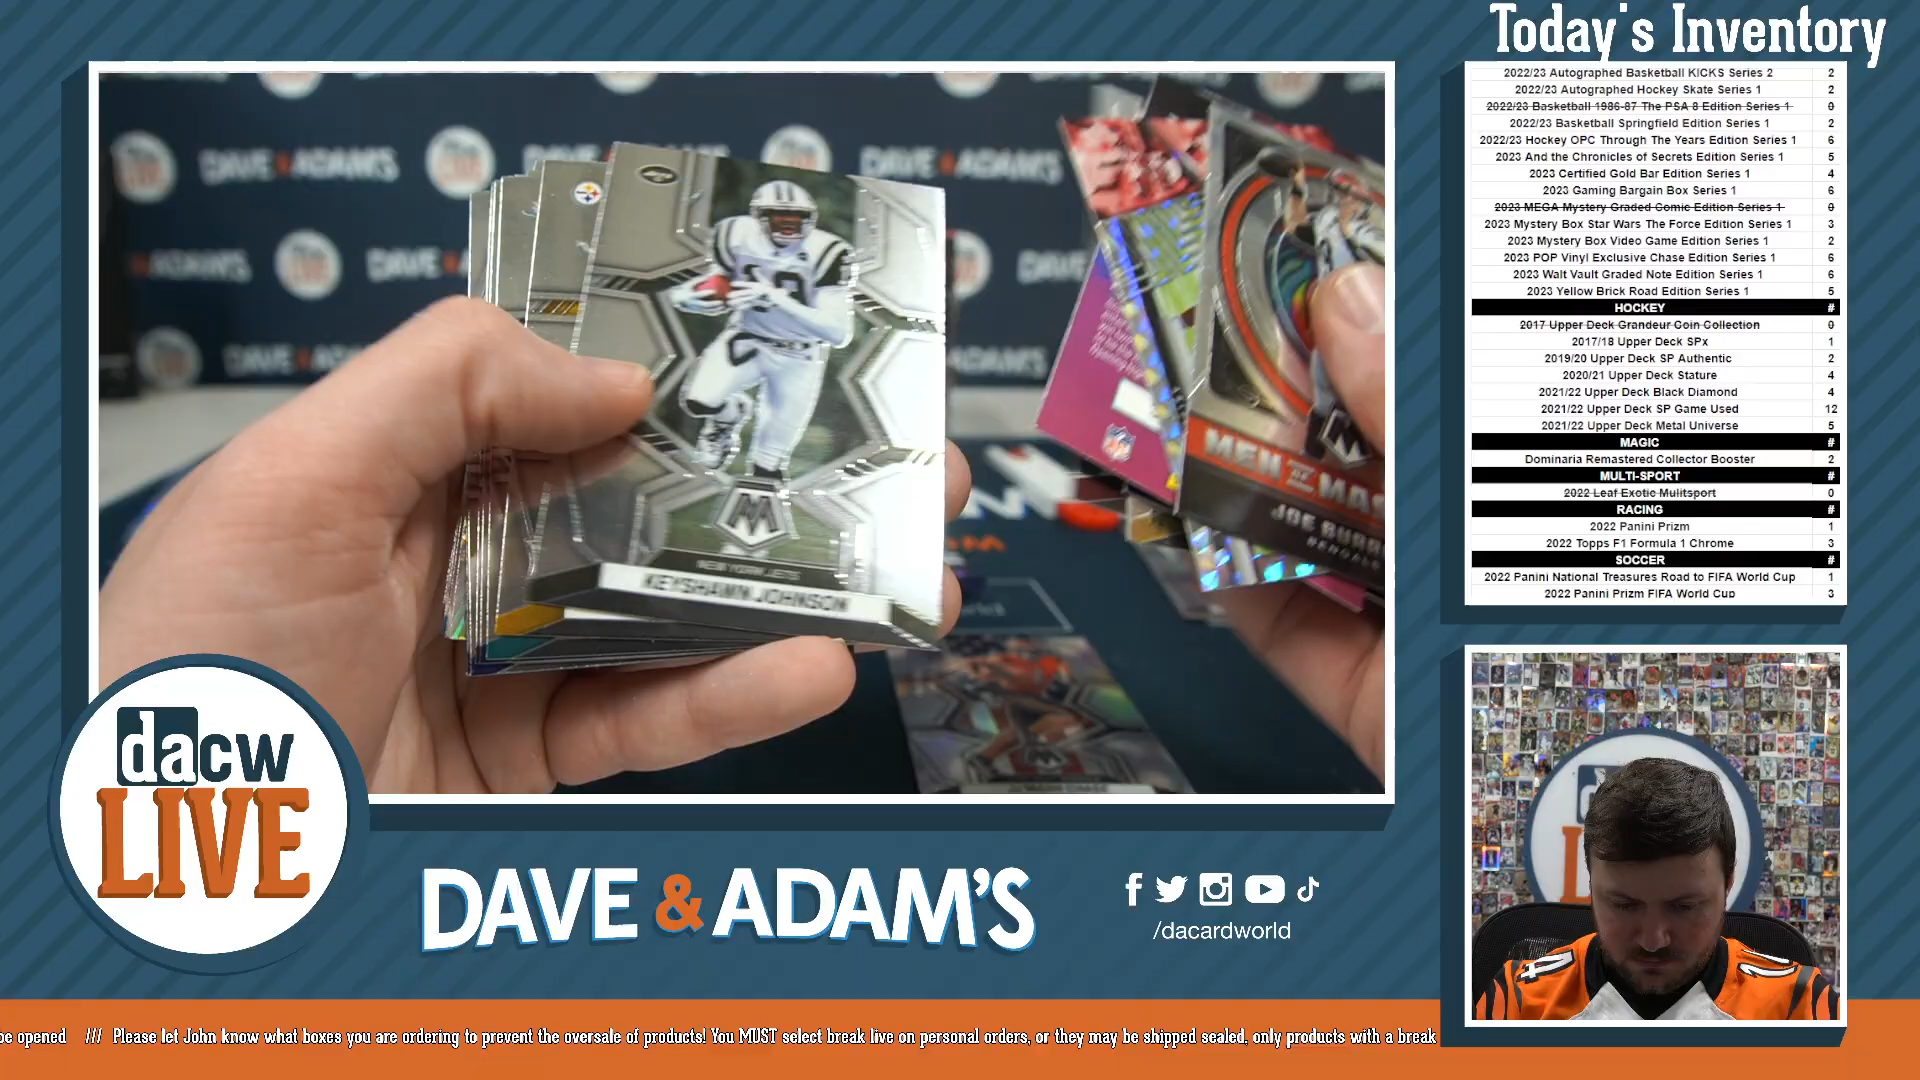 Today's Inventory
2022/23 Autographed Basketball KICKS Series 2 2
2022/23 Autographed Hockey Skate Series 1 2
2022/23 Basketball 1986-87 The PSA 8 Edition Series 1 0
2022/23 Basketball Springfield Edition Series 1 2
2022/23 Hockey OPC Through The Years Edition Series 1 6
2023 And the Chronicles of Secrets Edition Series 1 5
2023 Certified Gold Bar Edition Series 1 4
2023 Gaming Bargain Box Series 1 6
2023 MEGA Mystery Graded Comic Edition Series 1 0
2023 Mystery Box Star Wars The Force Edition Series 1 3
2023 Mystery Box Video Game Edition Series 1 2
2023 POP Vinyl Exclusive Chase Edition Series 1 6
2023 Walt Vault Graded Note Edition Series 1 6
2023 Yellow Brick Road Edition Series 1 5
HOCKEY #
2017 Upper Deck Grandeur Coin Collection 0
2017/18 Upper Deck SPx 1
2019/20 Upper Deck SP Authentic 2
2020/21 Upper Deck Stature 4
2021/22 Upper Deck Black Diamond 4
2021/22 Upper Deck SP Game Used 12
2021/22 Upper Deck Metal Universe 5
MAGIC #
Dominaria Remastered Collector Booster 2
MULTI-SPORT #
2022 Leaf Exotic Mulitsport 0
RACING #
2022 Panini Prizm 1
2022 Topps F1 Formula 1 Chrome 3
SOCCER #
2022 Panini National Treasures Road to FIFA World Cup 1
2022 Panini Prizm FIFA World Cup 3
DAVE & ADAM'S
DAVE & ADAM'S
NEW YORK JETS
KEYSHAWN JOHNSON
MEN OF MAS
JOE BURR
BENGALS
dacw
LIVE
DAVE & ADAM'S
/dacardworld
be opened /// Please let John know what boxes you are ordering to prevent the oversale of products! You MUST select break live on personal orders, or they may be shipped sealed, only products with a break
14